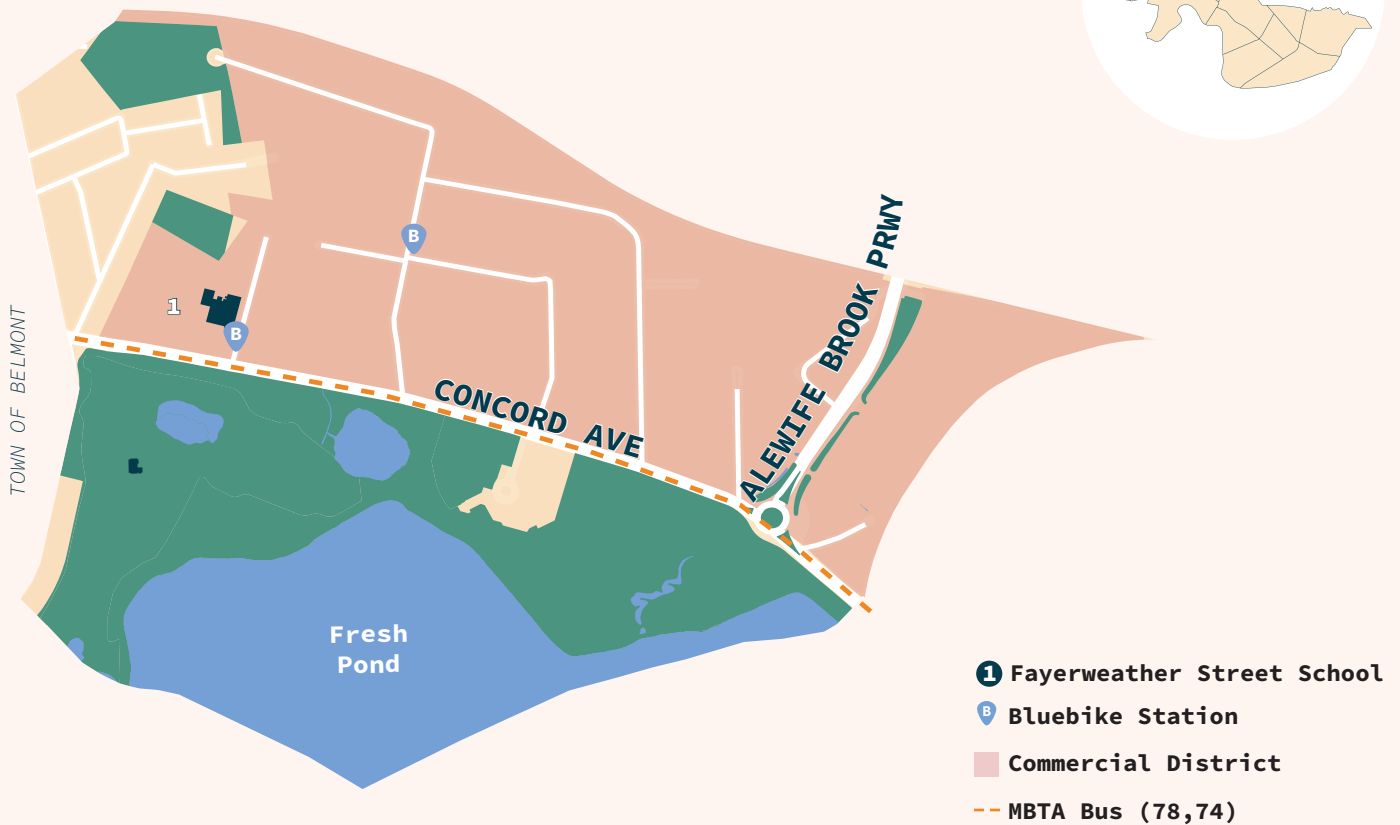 ALEWIFE BROOK PRWY
B
1
B
TOWN OF BELMONT
CONCORD AVE
Fresh
Pond
1 Fayerweather Street School
B Bluebike Station
Commercial District
MBTA Bus (78,74)